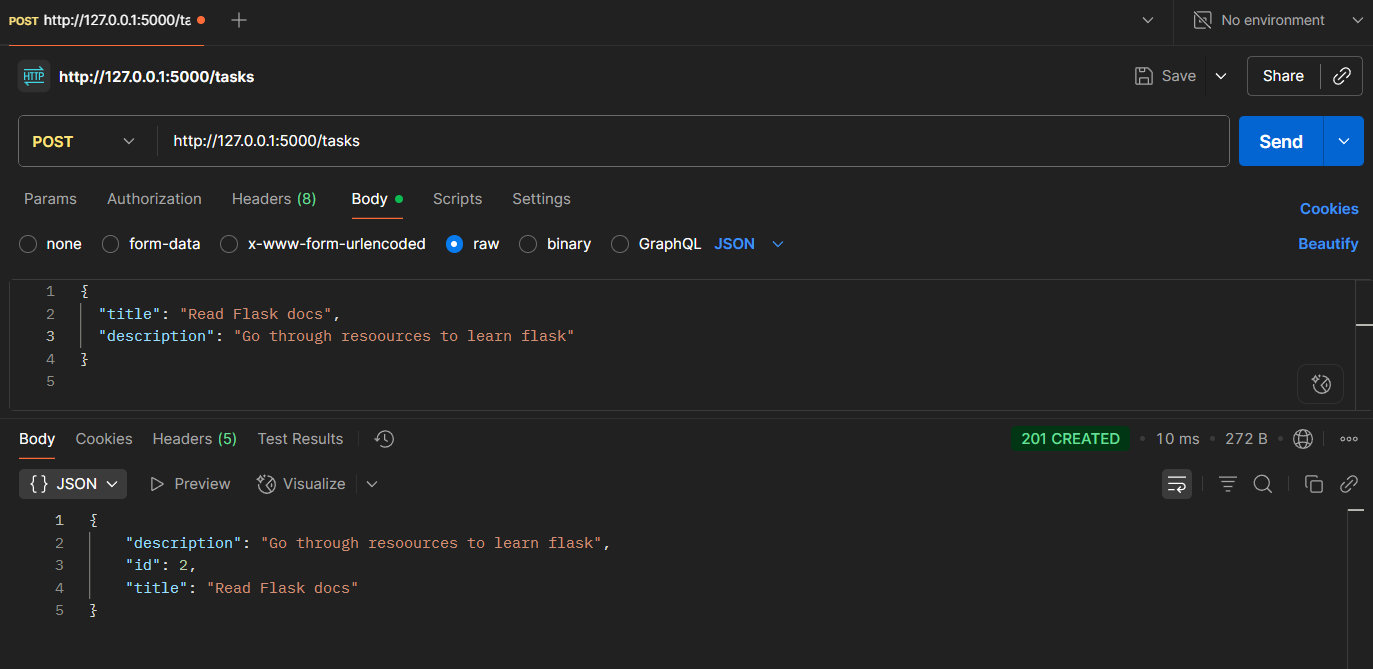 POST http://127.0.0.1:5000/ta
No environment
HTTP http://127.0.0.1:5000/tasks
Save Share
POST http://127.0.0.1:5000/tasks Send
Params Authorization Headers (8) Body Scripts Settings Cookies
none form-data x-www-form-urlencoded raw binary GraphQL JSON Beautify
1 {
2 "title": "Read Flask docs",
3 "description": "Go through resoources to learn flask"
4 }
5
Body Cookies Headers (5) Test Results 201 CREATED 10 ms 272 B
{} JSON Preview Visualize
1 {
2 "description": "Go through resoources to learn flask",
3 "id": 2,
4 "title": "Read Flask docs"
5 }